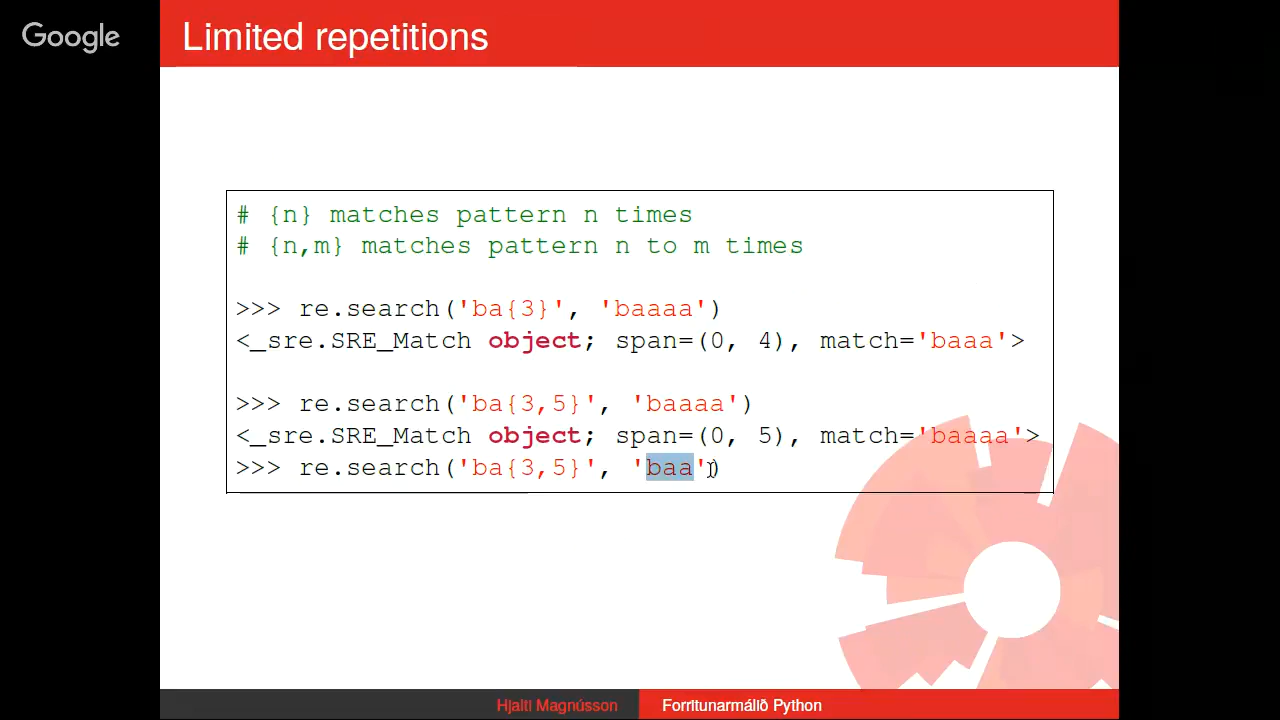 Google
Limited repetitions
# {n} matches pattern n times
# {n,m} matches pattern n to m times
>>> re.search('ba{3}', 'baaaa')
<_sre.SRE_Match object; span=(0, 4), match='baaa'>
>>> re.search('ba{3,5}', 'baaaa')
<_sre.SRE_Match object; span=(0, 5), match='baaaa'>
>>> re.search('ba{3,5}', 'baa')
Hjalti Magnússon
Forritunarmálið Python